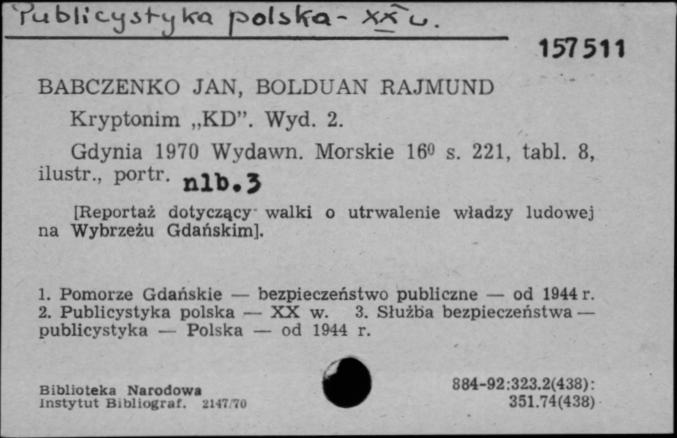 Publicystyka polska - XX w.
157511
BABCZENKO JAN, BOLDUAN RAJMUND
Kryptonim „KD”. Wyd. 2.
Gdynia 1970 Wydawn. Morskie 16⁰ s. 221, tabl. 8,
ilustr., portr. nlb.3
[Reportaż dotyczący walki o utrwalenie władzy ludowej
na Wybrzeżu Gdańskim].
1. Pomorze Gdańskie — bezpieczeństwo publiczne — od 1944 r.
2. Publicystyka polska — XX w. 3. Służba bezpieczeństwa —
publicystyka — Polska — od 1944 r.
Biblioteka Narodowa
Instytut Bibliograf. 2147/70
884-92:323.2(438):
351.74(438)